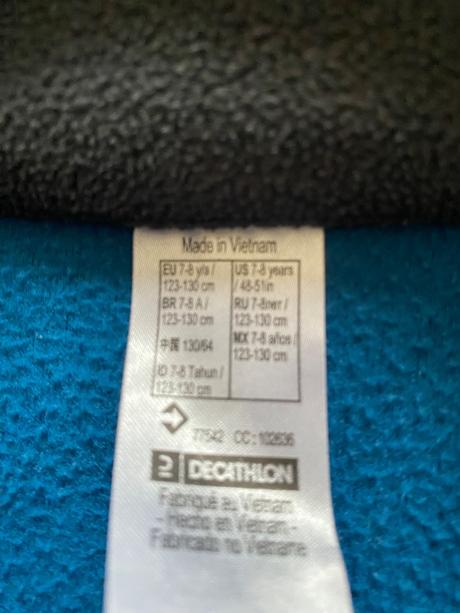 Made in Vietnam
EU 7-8 y/a /
123-130 cm
BR 7-8 A /
123-130 cm
中国 130/64
ID 7-8 Tahun /
123-130 cm
US 7-8 years
/ 48-51in
RU 7-8лет /
123-130 cm
MX 7-8 años /
123-130 cm
77542 CC: 102636
DECATHLON
Fabriqué au Vietnam
- Hecho en Vietnam -
Fabricado no Vietname